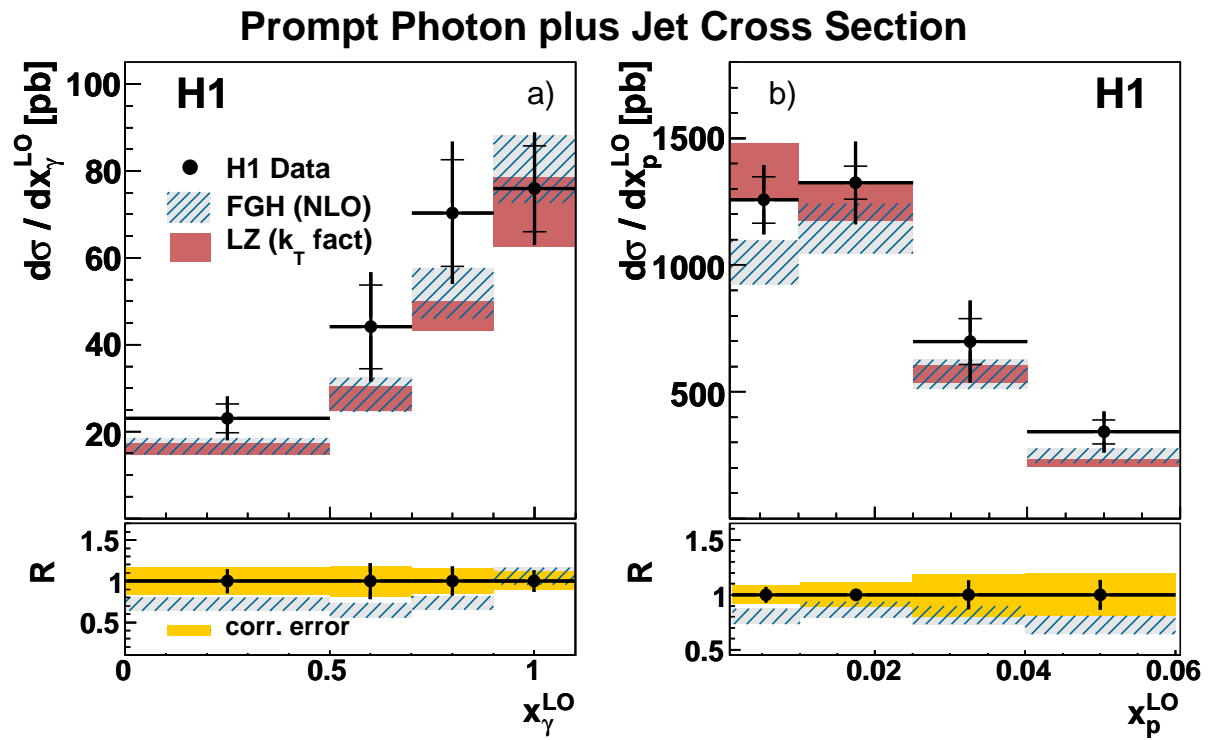 Prompt Photon plus Jet Cross Section
dσ / dx_γ^LO [pb]
100
80
60
40
20
H1
a)
H1 Data
FGH (NLO)
LZ (k_T fact)
R
1.5
1
0.5
corr. error
0
0.5
1
x_γ^LO
dσ / dx_p^LO [pb]
1500
1000
500
b)
H1
R
1.5
1
0.5
0.02
0.04
0.06
x_p^LO